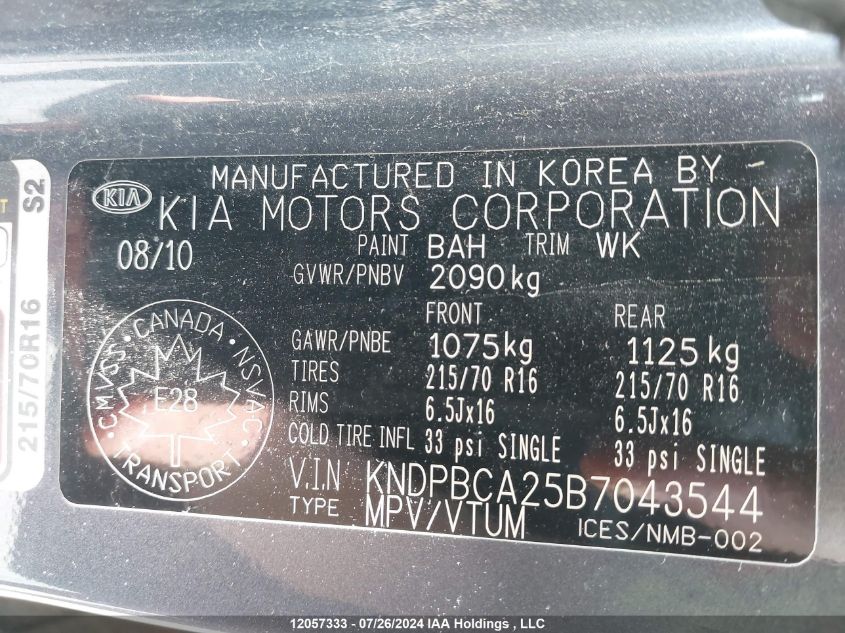 MANUFACTURED IN KOREA BY
KIA
KIA MOTORS CORPORATION
08/10 PAINT BAH TRIM WK
GVWR/PNBV 2090kg
FRONT REAR
GAWR/PNBE 1075kg 1125kg
TIRES 215/70 R16 215/70 R16
RIMS 6.5Jx16 6.5Jx16
COLD TIRE INFL 33 psi SINGLE 33 psi SINGLE
V.I.N KNDPBCA25B7043544
TYPE MPV/VTUM ICES/NMB-002
CMVSS · CANADA · NSVAC
E28
TRANSPORT
S2
215/70R16
12057333 - 07/26/2024 IAA Holdings , LLC